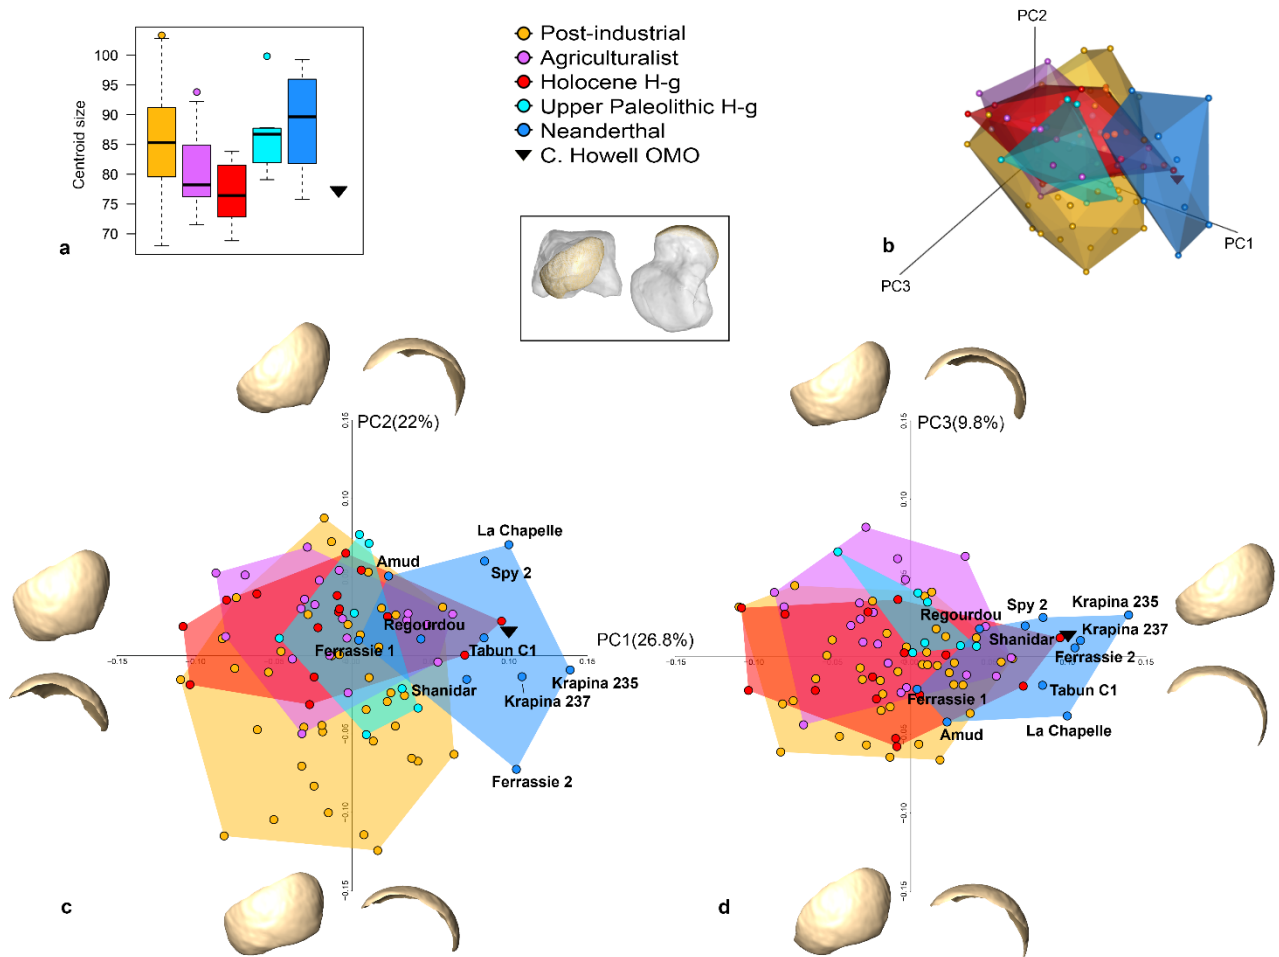 Post-industrial
Agriculturalist
Holocene H-g
Upper Paleolithic H-g
Neanderthal
C. Howell OMO
Centroid size
100
95
90
85
80
75
70
a
PC2
PC1
PC3
b
PC2(22%)
PC1(26.8%)
0.15
0.10
-0.15
0.10
0.15
-0.05
-0.10
-0.15
La Chapelle
Spy 2
Amud
Regourdou
Ferrassie 1
Tabun C1
Shanidar
Krapina 235
Krapina 237
Ferrassie 2
c
PC3(9.8%)
0.15
0.10
-0.15
-0.10
0.15
-0.05
-0.10
-0.15
Regourdou
Spy 2
Krapina 235
Shanidar
Krapina 237
Ferrassie 2
Ferrassie 1
Tabun C1
Amud
La Chapelle
d